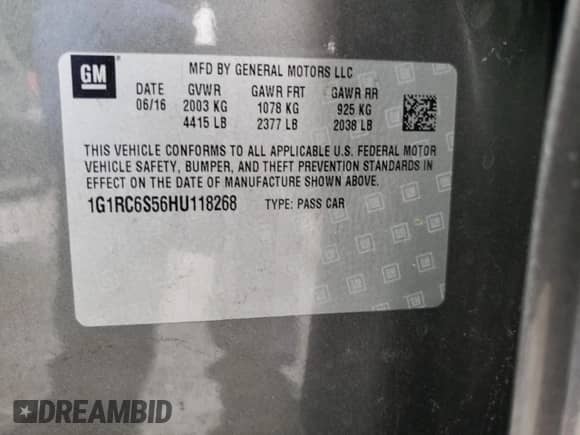 GM
MFD BY GENERAL MOTORS LLC
DATE GVWR GAWR FRT GAWR RR
06/16 2003 KG 1078 KG 925 KG
4415 LB 2377 LB 2038 LB
THIS VEHICLE CONFORMS TO ALL APPLICABLE U.S. FEDERAL MOTOR
VEHICLE SAFETY, BUMPER, AND THEFT PREVENTION STANDARDS IN
EFFECT ON THE DATE OF MANUFACTURE SHOWN ABOVE.
1G1RC6S56HU118268 TYPE: PASS CAR
DREAMBID